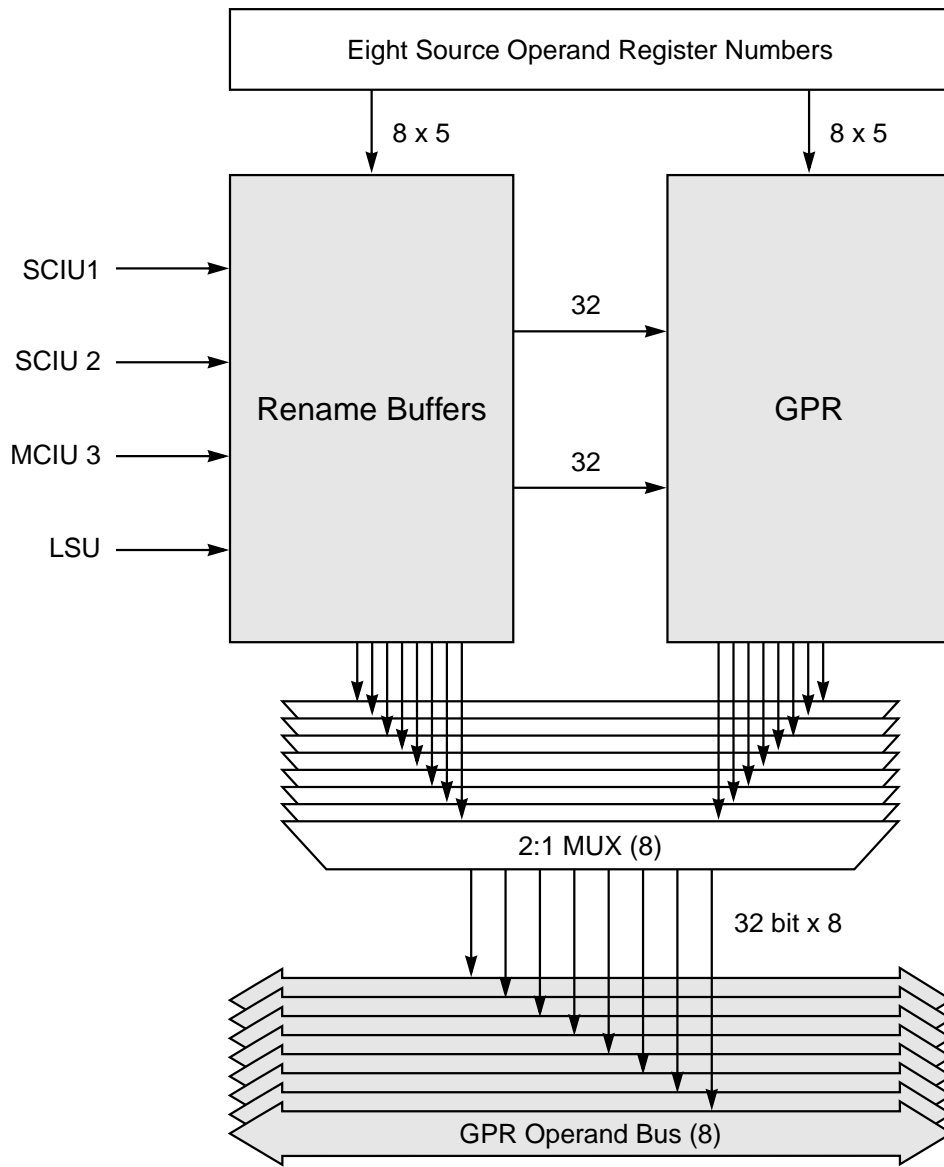 Eight Source Operand Register Numbers
8 x 5
8 x 5
SCIU1
SCIU 2
MCIU 3
LSU
Rename Buffers
32
32
GPR
2:1 MUX (8)
32 bit x 8
GPR Operand Bus (8)